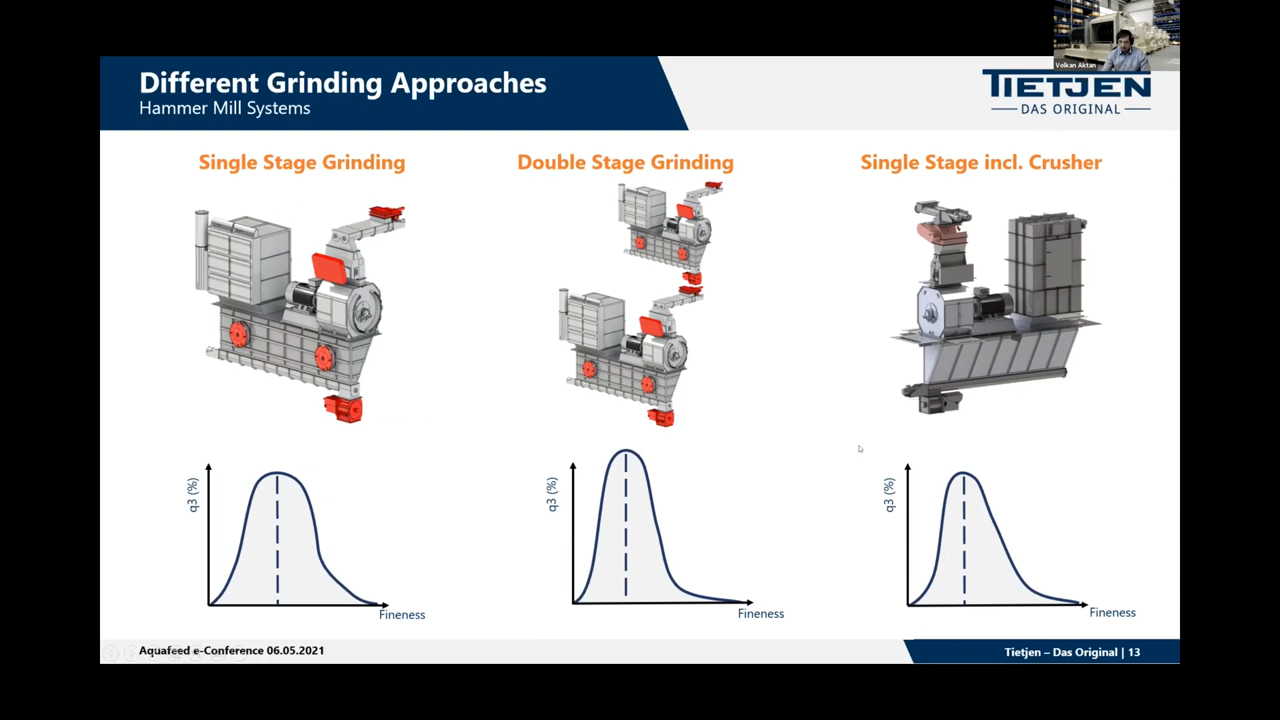 Volkan Aktan
Different Grinding Approaches
Hammer Mill Systems
TIETJEN
DAS ORIGINAL
Single Stage Grinding
Double Stage Grinding
Single Stage incl. Crusher
q3 (%)
Fineness
q3 (%)
Fineness
q3 (%)
Fineness
Aquafeed e-Conference 06.05.2021
Tietjen – Das Original | 13